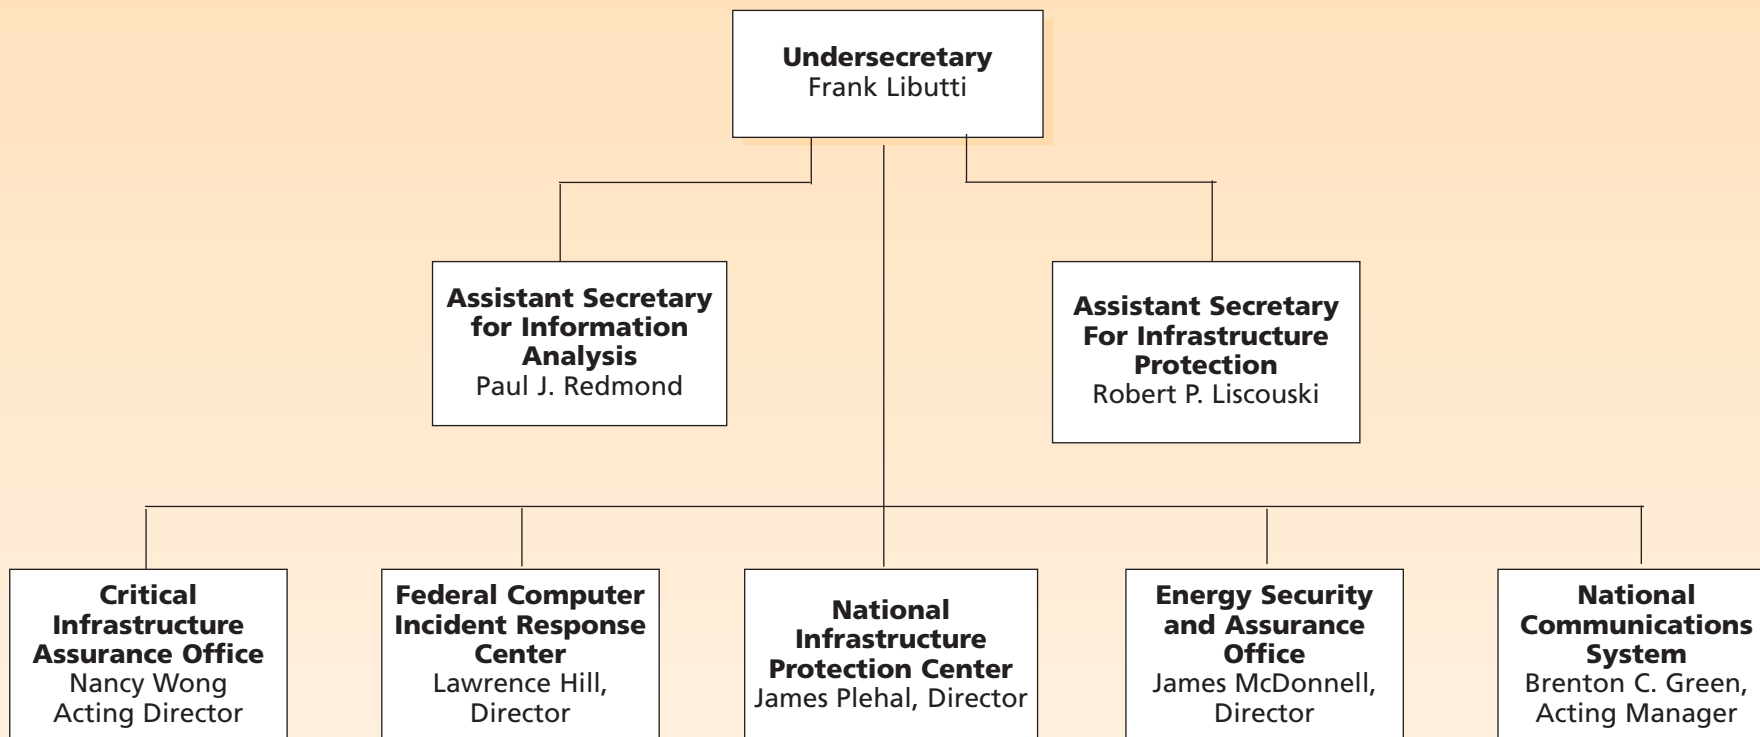 Undersecretary
Frank Libutti
Assistant Secretary
for Information
Analysis
Paul J. Redmond
Assistant Secretary
For Infrastructure
Protection
Robert P. Liscouski
Critical
Infrastructure
Assurance Office
Nancy Wong
Acting Director
Federal Computer
Incident Response
Center
Lawrence Hill,
Director
National
Infrastructure
Protection Center
James Plehal, Director
Energy Security
and Assurance
Office
James McDonnell,
Director
National
Communications
System
Brenton C. Green,
Acting Manager